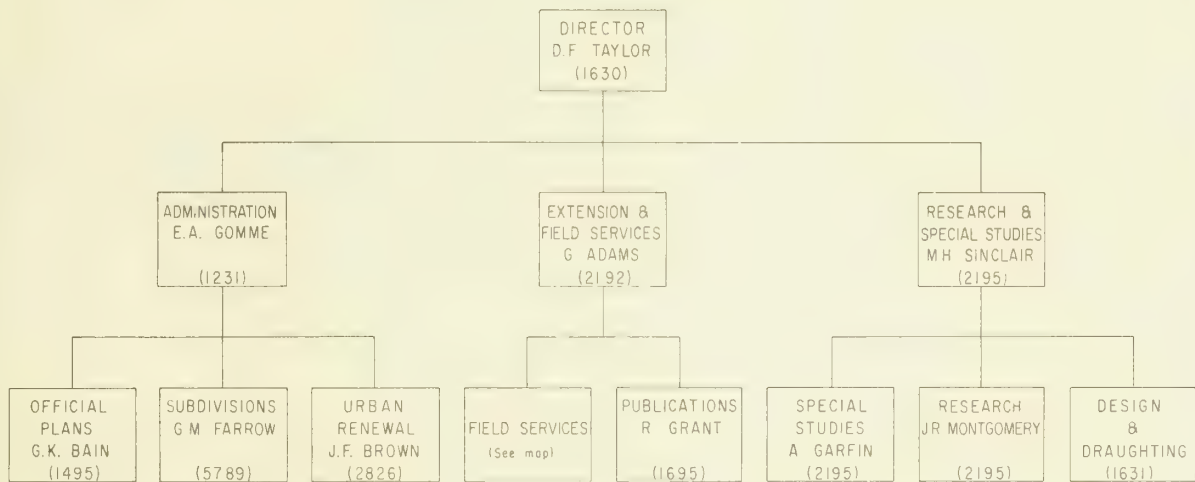 DIRECTOR
D.F TAYLOR
(1630)
ADMINISTRATION
E.A. GOMME
(1231)
EXTENSION &
FIELD SERVICES
G ADAMS
(2192)
RESEARCH &
SPECIAL STUDIES
M H SINCLAIR
(2195)
OFFICIAL
PLANS
G.K. BAIN
(1495)
SUBDIVISIONS
G M FARROW
(5789)
URBAN
RENEWAL
J.F. BROWN
(2826)
FIELD SERVICES
(See map)
PUBLICATIONS
R GRANT
(1695)
SPECIAL
STUDIES
A GARFIN
(2195)
RESEARCH
J R MONTGOMERY
(2195)
DESIGN
&
DRAUGHTING
(1631)